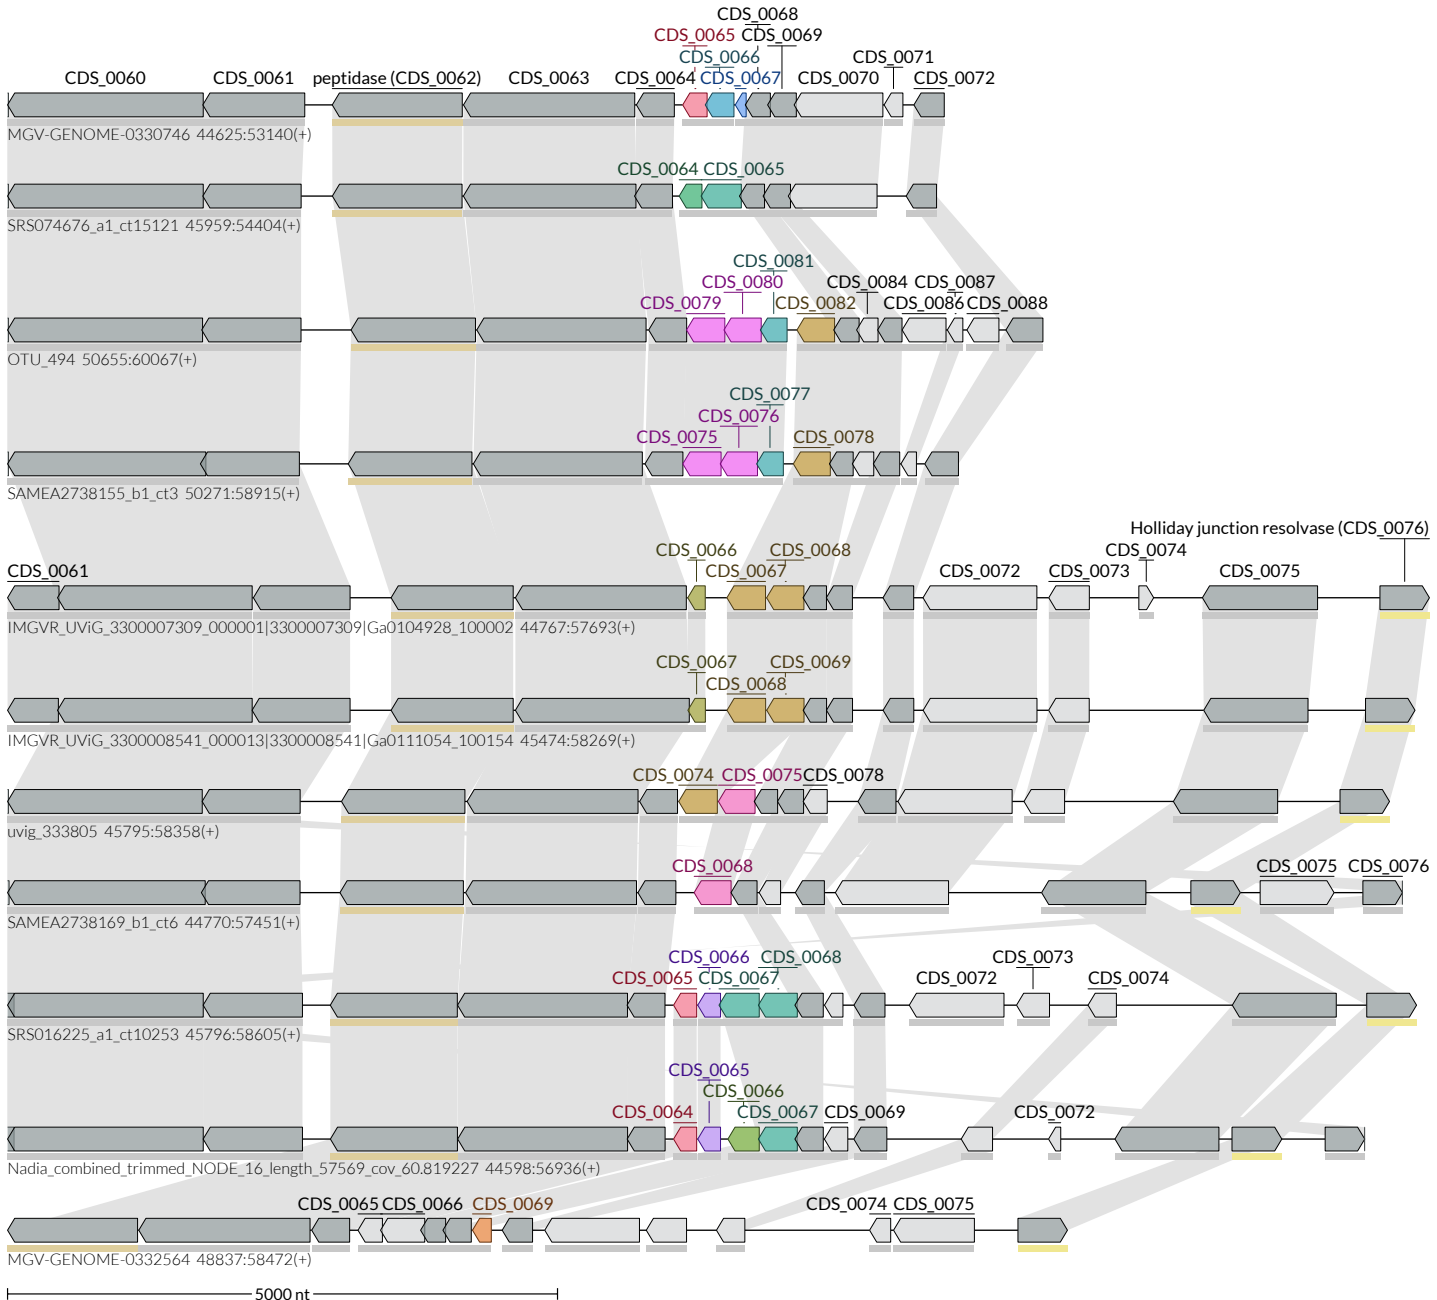 CDS_0068
CDS_0065 CDS_0069
CDS_0066 CDS_0071
CDS_0060 CDS_0061 peptidase (CDS_0062) CDS_0063 CDS_0064 CDS_0067 CDS_0070 CDS_0072
MGV-GENOME-0330746 44625:53140(+)
CDS_0064 CDS_0065
SRS074676_a1_ct15121 45959:54404(+)
CDS_0081
CDS_0080 CDS_0084 CDS_0087
CDS_0079 CDS_0082 CDS_0086 CDS_0088
OTU_494 50655:60067(+)
CDS_0077
CDS_0076
CDS_0075 CDS_0078
SAMEA2738155_b1_ct3 50271:58915(+)
Holliday junction resolvase (CDS_0076)
CDS_0066 CDS_0068 CDS_0074
CDS_0061 CDS_0067 CDS_0072 CDS_0073 CDS_0075
IMGVR_UViG_3300007309_000001|3300007309|Ga0104928_100002 44767:57693(+)
CDS_0067 CDS_0069
CDS_0068
IMGVR_UViG_3300008541_000013|3300008541|Ga0111054_100154 45474:58269(+)
CDS_0074 CDS_0075 CDS_0078
uvig_333805 45795:58358(+)
CDS_0068 CDS_0075 CDS_0076
SAMEA2738169_b1_ct6 44770:57451(+)
CDS_0066 CDS_0068 CDS_0073
CDS_0065 CDS_0067 CDS_0072 CDS_0074
SRS016225_a1_ct10253 45796:58605(+)
CDS_0065
CDS_0066
CDS_0064 CDS_0067 CDS_0069 CDS_0072
Nadia_combined_trimmed_NODE_16_length_57569_cov_60.819227 44598:56936(+)
CDS_0065 CDS_0066 CDS_0069 CDS_0074 CDS_0075
MGV-GENOME-0332564 48837:58472(+)
5000 nt